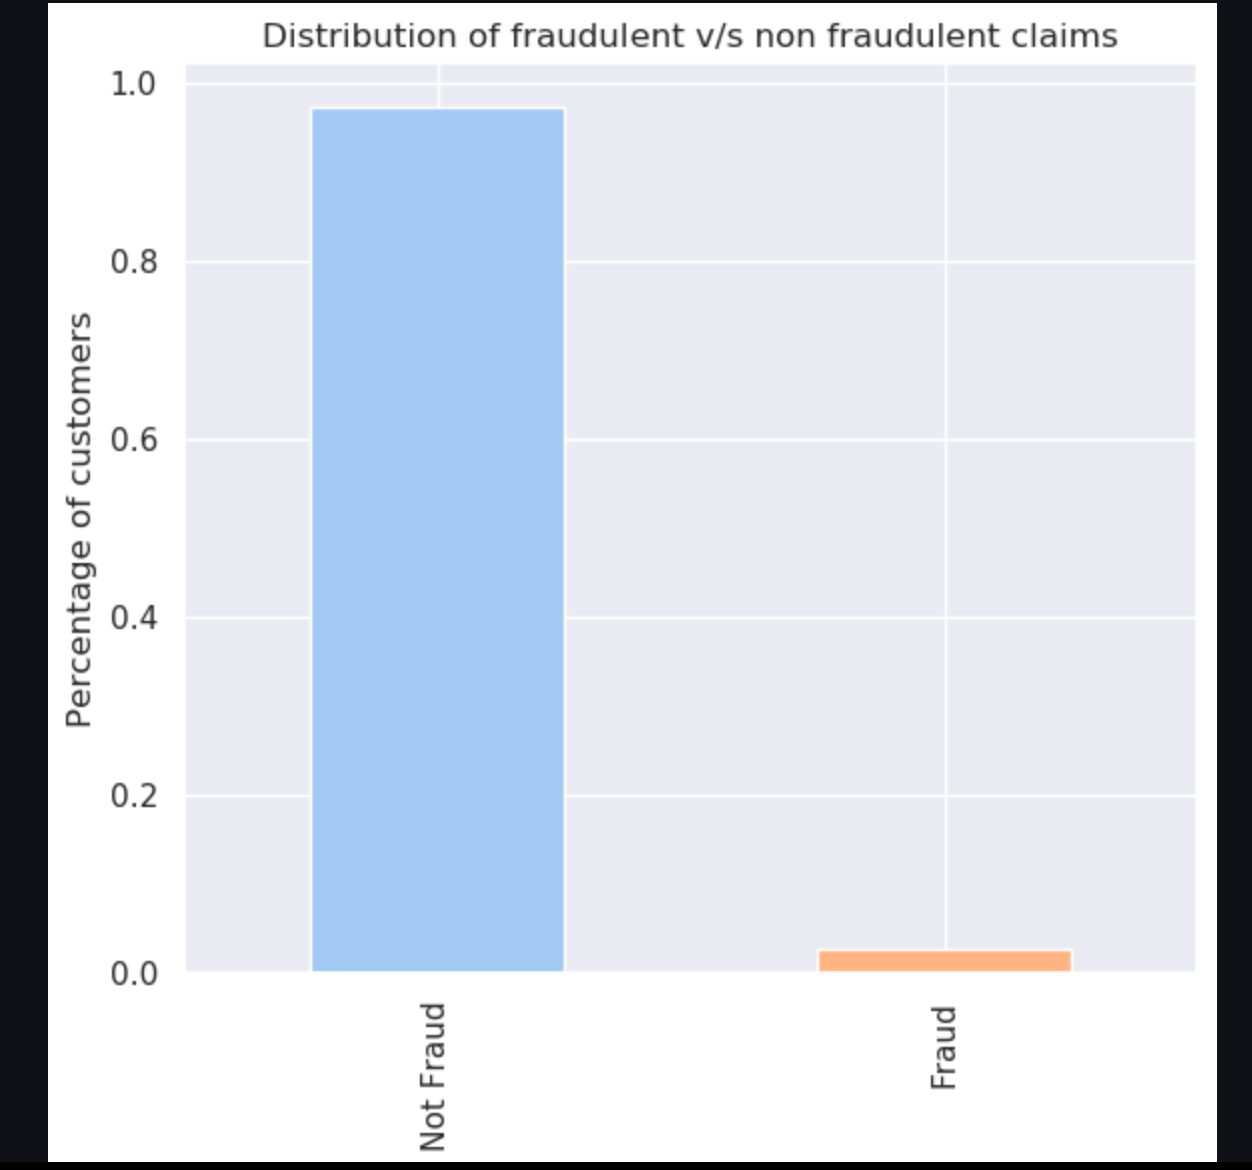 Distribution of fraudulent v/s non fraudulent claims
Percentage of customers
1.0
0.8
0.6
0.4
0.2
0.0
Not Fraud
Fraud